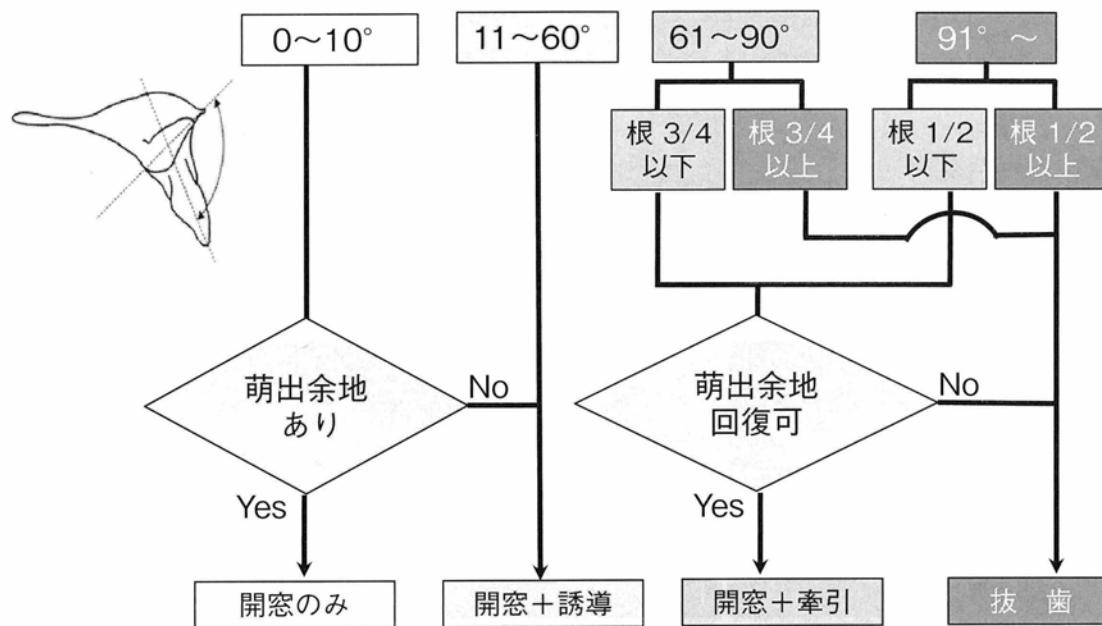 0～10°
11～60°
61～90°
91° ～
根 3/4
以下
根 3/4
以上
根 1/2
以下
根 1/2
以上
萌出余地
あり
No
萌出余地
回復可
No
Yes
Yes
開窓のみ
開窓＋誘導
開窓＋牽引
抜 歯